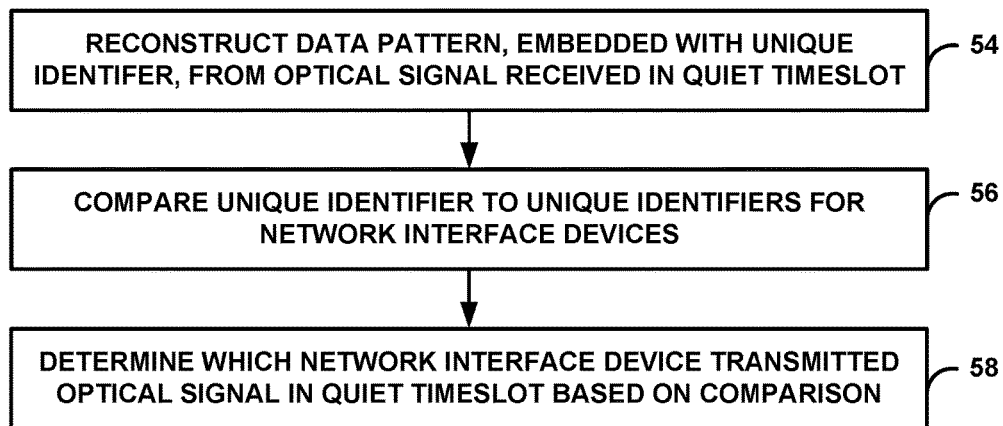 RECONSTRUCT DATA PATTERN, EMBEDDED WITH UNIQUE
IDENTIFER, FROM OPTICAL SIGNAL RECEIVED IN QUIET TIMESLOT
54
COMPARE UNIQUE IDENTIFIER TO UNIQUE IDENTIFIERS FOR
NETWORK INTERFACE DEVICES
56
DETERMINE WHICH NETWORK INTERFACE DEVICE TRANSMITTED
OPTICAL SIGNAL IN QUIET TIMESLOT BASED ON COMPARISON
58